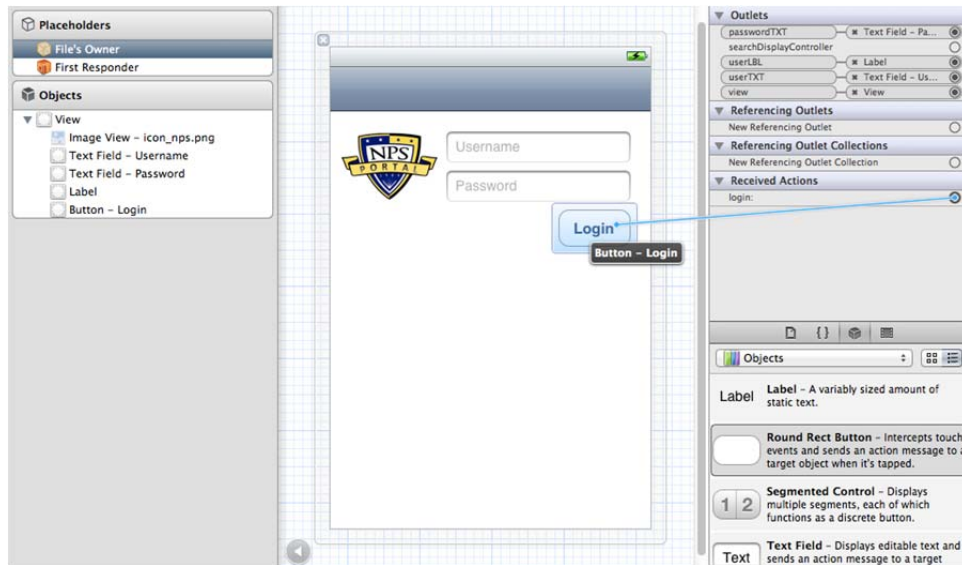 Placeholders
File's Owner
First Responder
Objects
View
Image View – icon_nps.png
Text Field – Username
Text Field – Password
Label
Button – Login
NPS
PORTAL
Username
Password
Login
Button – Login
Outlets
passwordTXT Text Field – Pa...
searchDisplayController
userLBL Label
userTXT Text Field – Us...
view View
Referencing Outlets
New Referencing Outlet
Referencing Outlet Collections
New Referencing Outlet Collection
Received Actions
login:
{}
Objects
Label
Label – A variably sized amount of
static text.
Round Rect Button – Intercepts touch
events and sends an action message to a
target object when it's tapped.
1 2
Segmented Control – Displays
multiple segments, each of which
functions as a discrete button.
Text
Text Field – Displays editable text and
sends an action message to a target